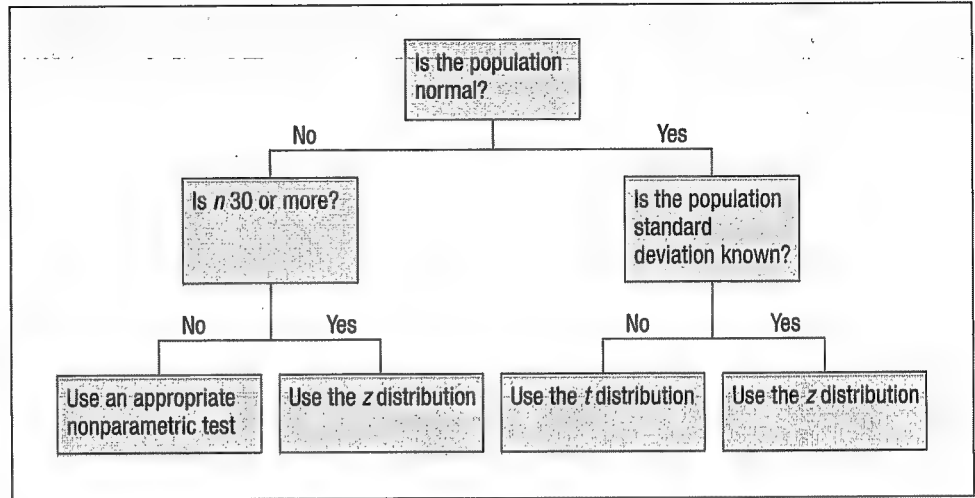 Is the population
normal?
No
Yes
Is n 30 or more?
Is the population
standard
deviation known?
No
Yes
No
Yes
Use an appropriate
nonparametric test
Use the z distribution
Use the t distribution
Use the z distribution